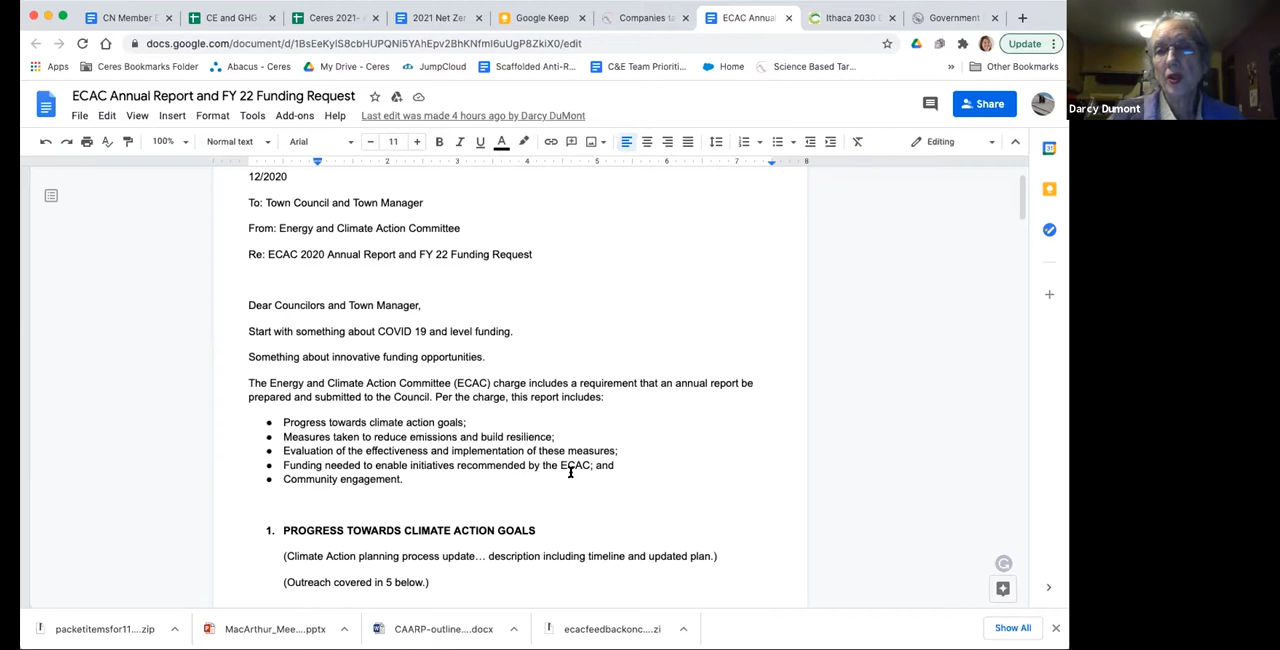 CN Member E
CE and GHG
Ceres 2021-
2021 Net Zer
Google Keep
Companies ta
ECAC Annual
Ithaca 2030 D
Government
docs.google.com/document/d/1BsEeKylS8cbHUPQNi5YAhEpv2BhKNfml6uUgP8ZkiX0/edit
Update
Apps
Ceres Bookmarks Folder
Abacus - Ceres
My Drive - Ceres
JumpCloud
Scaffolded Anti-R...
C&E Team Prioriti...
Home
Science Based Tar...
»
Other Bookmarks
ECAC Annual Report and FY 22 Funding Request
Share
Darcy Dumont
File Edit View Insert Format Tools Add-ons Help Last edit was made 4 hours ago by Darcy DuMont
100% Normal text Arial 11 B I U A Editing
2 3 4 5 6 7 8
12/2020
To: Town Council and Town Manager
From: Energy and Climate Action Committee
Re: ECAC 2020 Annual Report and FY 22 Funding Request
Dear Councilors and Town Manager,
Start with something about COVID 19 and level funding.
Something about innovative funding opportunities.
The Energy and Climate Action Committee (ECAC) charge includes a requirement that an annual report be
prepared and submitted to the Council. Per the charge, this report includes:
● Progress towards climate action goals;
● Measures taken to reduce emissions and build resilience;
● Evaluation of the effectiveness and implementation of these measures;
● Funding needed to enable initiatives recommended by the ECAC; and
● Community engagement.
1. PROGRESS TOWARDS CLIMATE ACTION GOALS
(Climate Action planning process update… description including timeline and updated plan.)
(Outreach covered in 5 below.)
packetitemsfor11....zip
MacArthur_Mee....pptx
CAARP-outline....docx
ecacfeedbackonc....zi
Show All